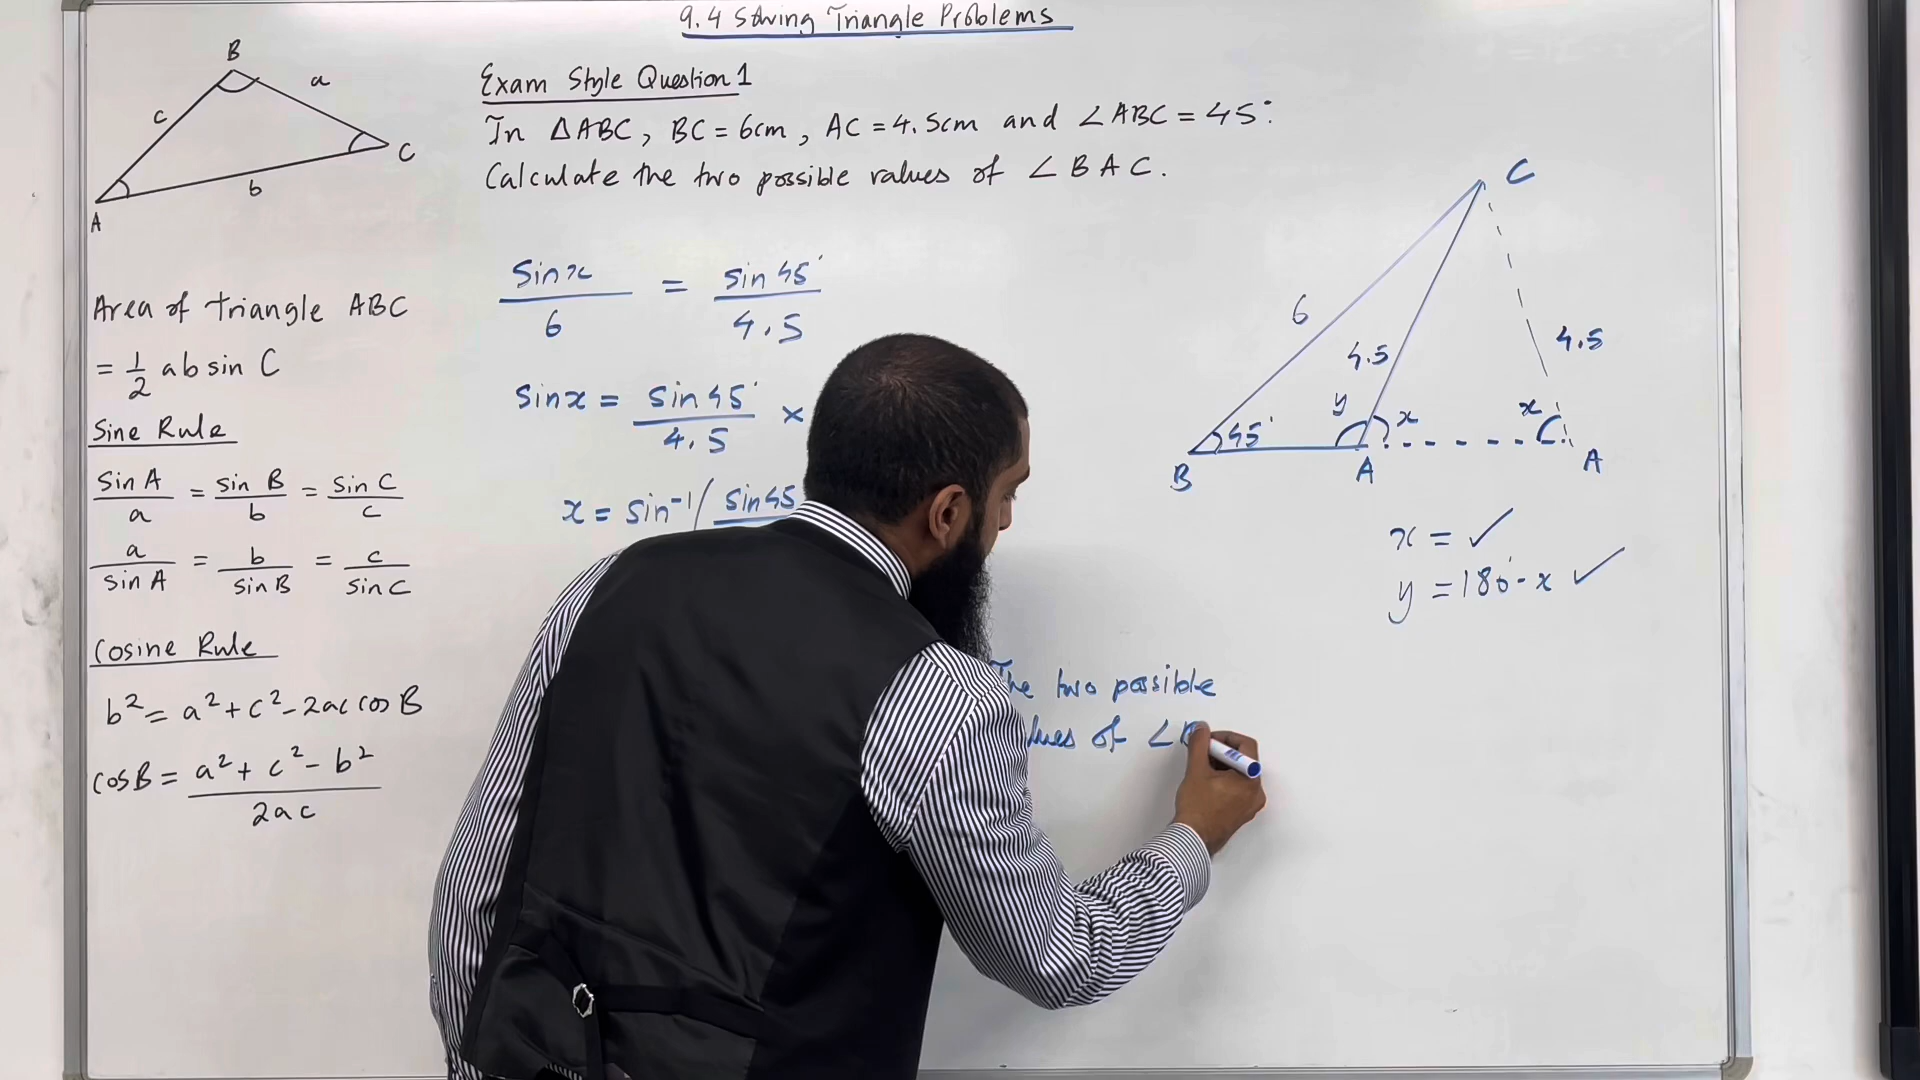 9.4 Solving Triangle Problems
B
a
c
C
b
A
Area of triangle ABC
= 1/2 ab sin C
Sine Rule
sin A / a = sin B / b = sin C / c
a / sin A = b / sin B = c / sin C
Cosine Rule
b² = a² + c² - 2ac cos B
cos B = a² + c² - b² / 2ac
Exam Style Question 1
In △ABC, BC = 6cm, AC = 4.5cm and ∠ABC = 45°.
Calculate the two possible values of ∠BAC.
sin x / 6 = sin 45° / 4.5
sin x = sin 45° / 4.5 ×
x = sin⁻¹ ( sin 45
C
6
4.5
4.5
y
x
x
45°
B
A
A
x = ✓
y = 180° - x ✓
The two possible
of ∠